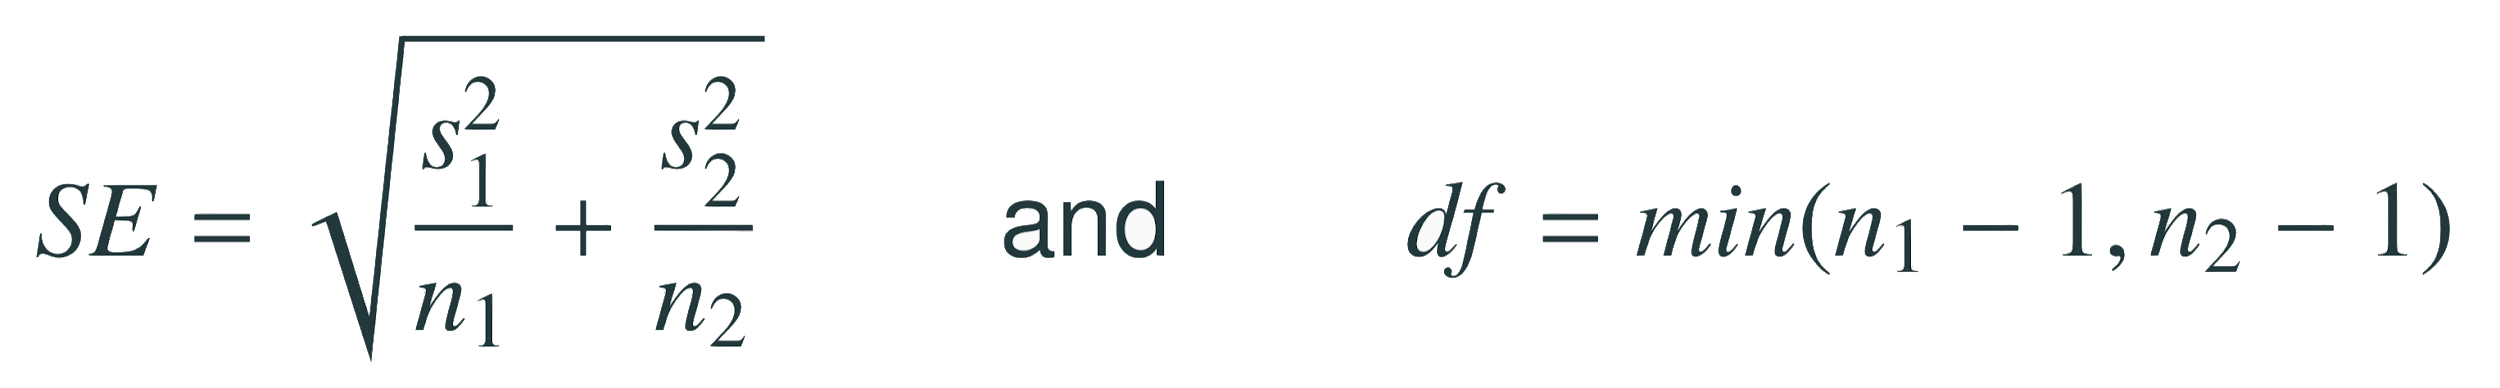 SE = √(s₁²/n₁ + s₂²/n₂) and df = min(n₁ − 1, n₂ − 1)